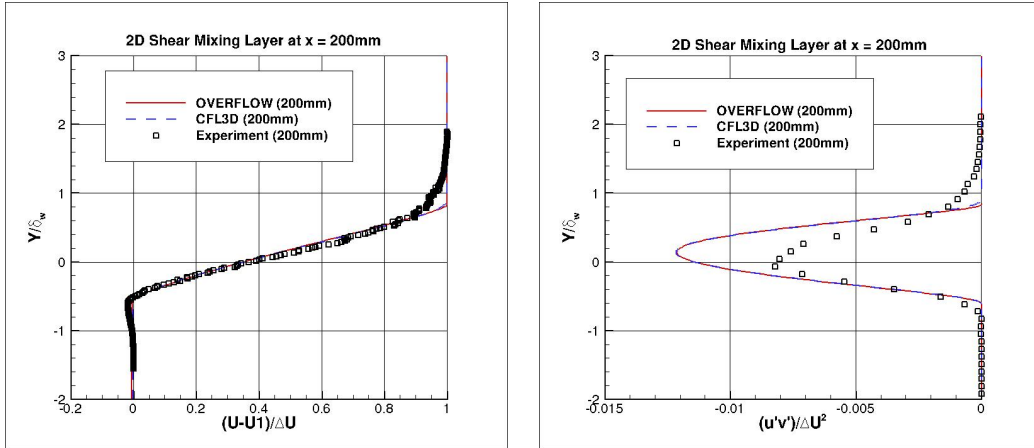 2D Shear Mixing Layer at x = 200mm
3
OVERFLOW (200mm)
CFL3D (200mm)
Experiment (200mm)
2
1
Y/δw
0
-1
-2
-0.2 0 0.2 0.4 0.6 0.8 1
(U-U1)/ΔU
2D Shear Mixing Layer at x = 200mm
3
OVERFLOW (200mm)
CFL3D (200mm)
Experiment (200mm)
2
1
Y/δw
0
-1
-2
-0.015 -0.01 -0.005 0
(u'v')/ΔU²